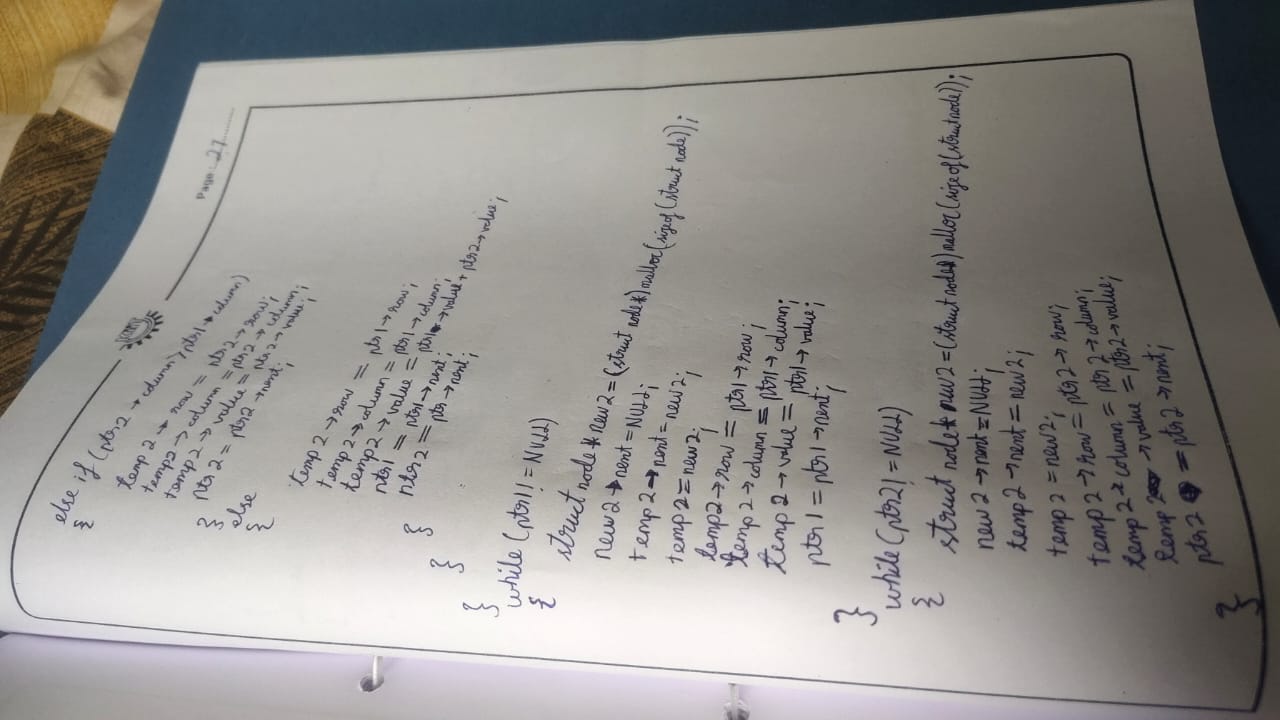 Page: 27
else if (ptr2 → column > ptr1 → column)
{
temp2 → row = ptr2 → row;
temp2 → column = ptr2 → column;
temp2 → value = ptr2 → value;
ptr2 = ptr2 → next;
}
else
{
temp2 → row = ptr1 → row;
temp2 → column = ptr1 → column;
temp2 → value = ptr1 → value + ptr2 → value;
ptr1 = ptr1 → next;
ptr2 = ptr → next;
}
}
}
while (ptr1 != NULL)
{
struct node * new2 = (struct node*) malloc(sizeof(struct node));
new2 → next = NULL;
temp2 → next = new2;
temp2 = new2;
temp2 → row = ptr1 → row;
temp2 → column = ptr1 → column;
temp2 → value = ptr1 → value;
ptr1 = ptr1 → next;
}
while (ptr2 != NULL)
{
struct node* new2 = (struct node*) malloc(sizeof(struct node));
new2 → next = NULL;
temp2 → next = new2;
temp2 = new2;
temp2 → row = ptr2 → row;
temp2 → column = ptr2 → column;
temp2 → value = ptr2 → value;
ptr2 = ptr2 → next;
}